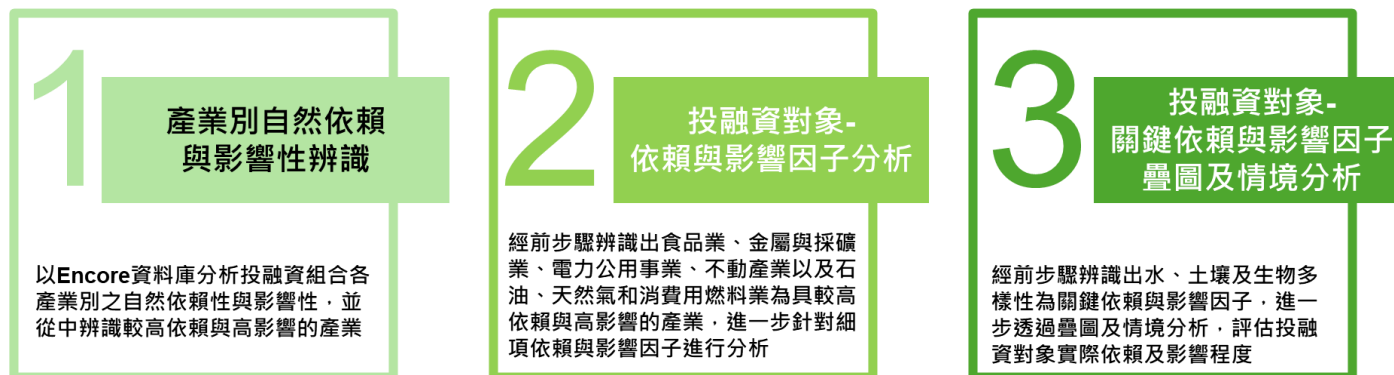 1
產業別自然依賴
與影響性辨識
以Encore資料庫分析投融資組合各
產業別之自然依賴性與影響性，並
從中辨識較高依賴與高影響的產業
2
投融資對象-
依賴與影響因子分析
經前步驟辨識出食品業、金屬與採礦
業、電力公用事業、不動產業以及石
油、天然氣和消費用燃料業為具較高
依賴與高影響的產業，進一步針對細
項依賴與影響因子進行分析
3
投融資對象-
關鍵依賴與影響因子
疊圖及情境分析
經前步驟辨識出水、土壤及生物多
樣性為關鍵依賴與影響因子，進一
步透過疊圖及情境分析，評估投融
資對象實際依賴及影響程度